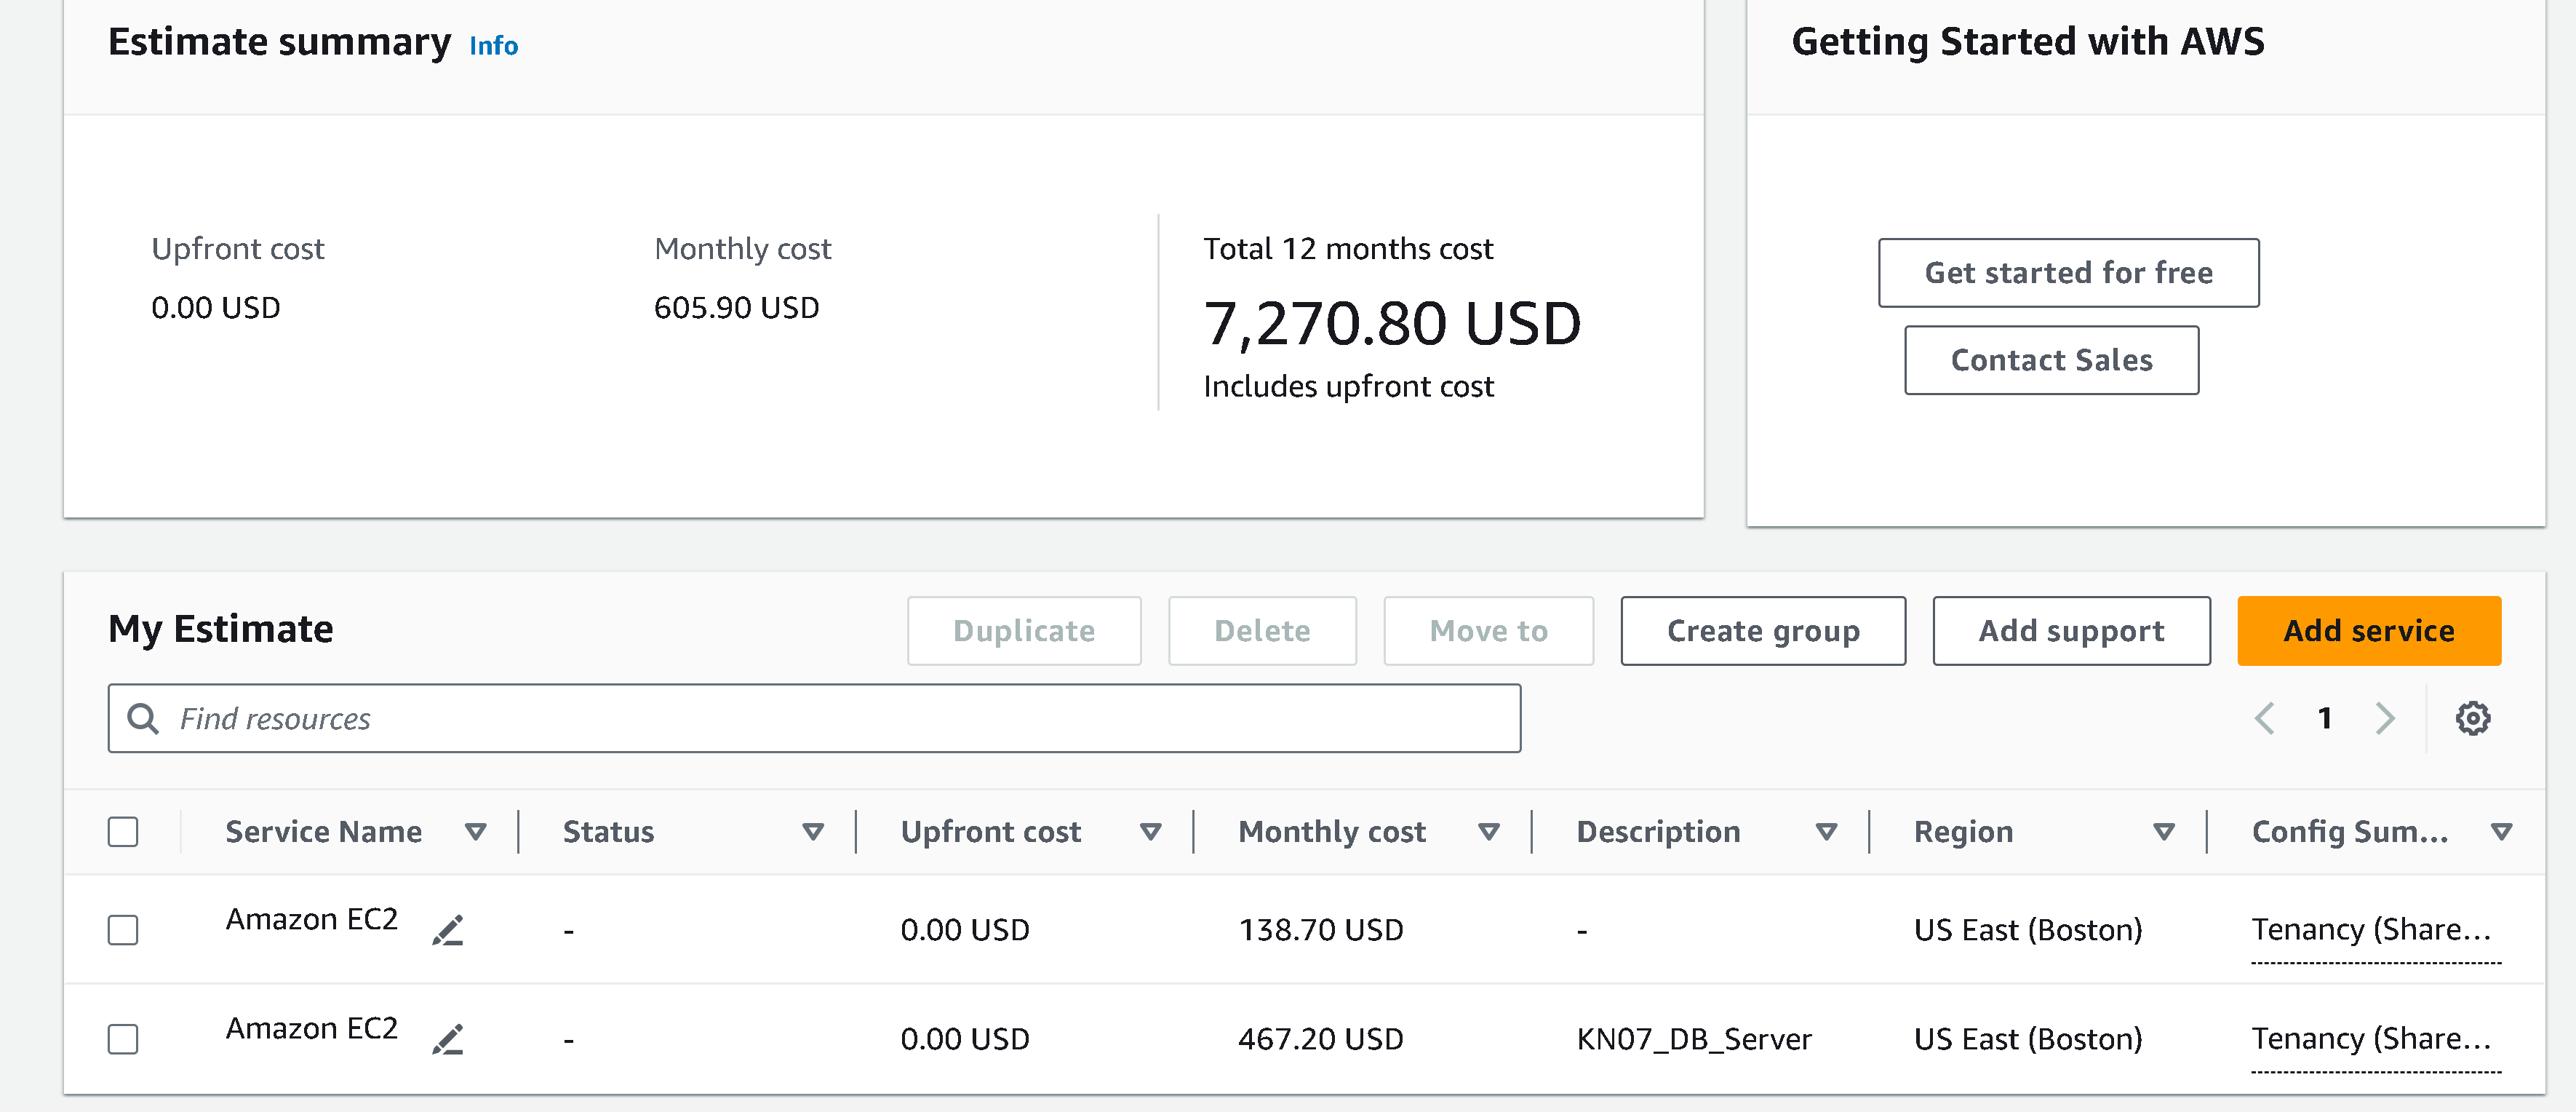 Estimate summary Info
Getting Started with AWS
Upfront cost
0.00 USD
Monthly cost
605.90 USD
Total 12 months cost
7,270.80 USD
Includes upfront cost
Get started for free
Contact Sales
My Estimate
Duplicate Delete Move to Create group Add support Add service
Find resources
1
Service Name Status Upfront cost Monthly cost Description Region Config Sum...
Amazon EC2 - 0.00 USD 138.70 USD - US East (Boston) Tenancy (Share...
Amazon EC2 - 0.00 USD 467.20 USD KN07_DB_Server US East (Boston) Tenancy (Share...